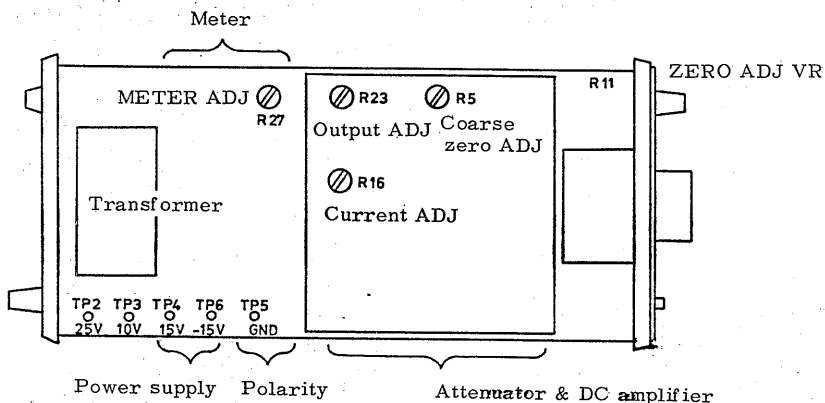 Meter
ZERO ADJ VR
R11
METER ADJ
R27
R23
Output ADJ
R5
Coarse
zero ADJ
R16
Current ADJ
Transformer
TP2 TP3 TP4 TP6 TP5
25V 10V 15V -15V GND
Power supply Polarity Attenuator & DC amplifier